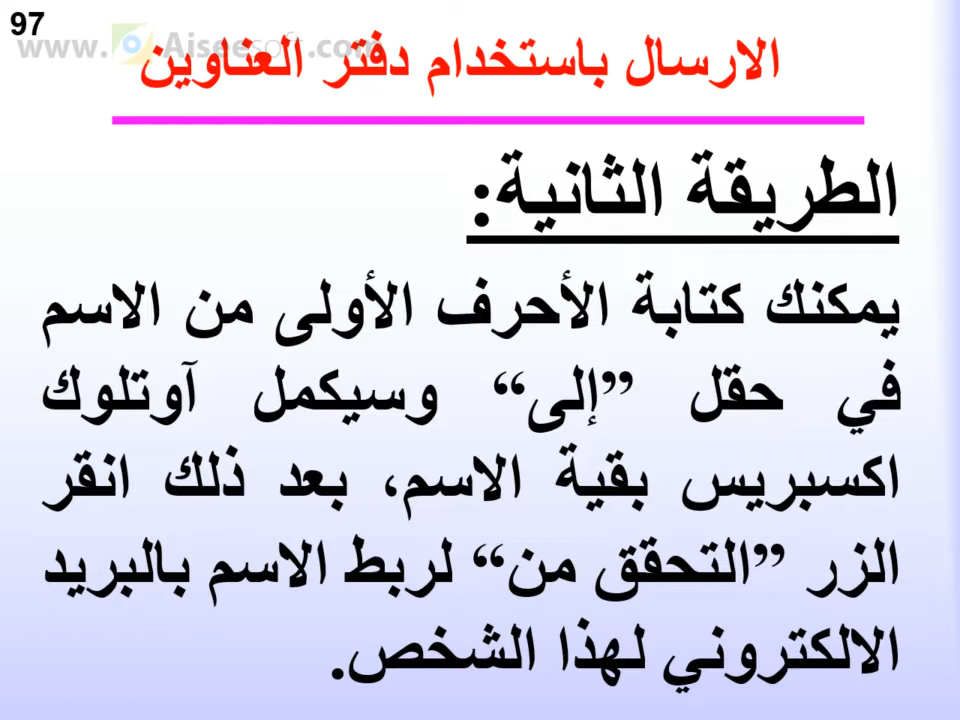 97
www.Aiseesoft.com
الارسال باستخدام دفتر العناوين
الطريقة الثانية:
يمكنك كتابة الأحرف الأولى من الاسم
في حقل ”إلى“ وسيكمل آوتلوك
اكسبريس بقية الاسم، بعد ذلك انقر
الزر ”التحقق من“ لربط الاسم بالبريد
الالكتروني لهذا الشخص.